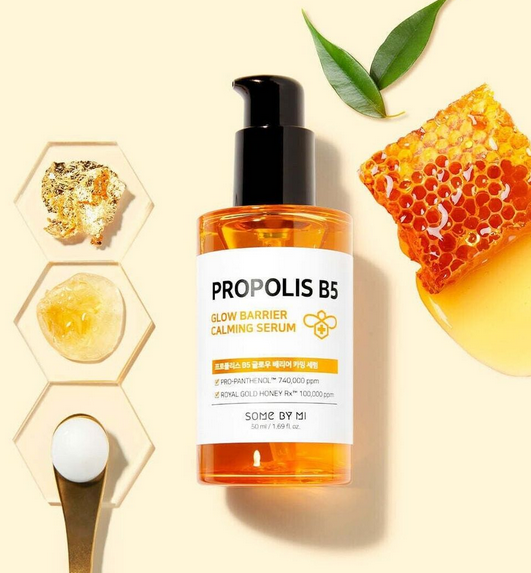 PROPOLIS B5
GLOW BARRIER
CALMING SERUM
프로폴리스 B5 글로우 베리어 카밍 세럼
PRO-PANTHENOL™ 740,000 ppm
ROYAL GOLD HONEY Rx™ 100,000 ppm
SOME BY MI
50 ml / 1.69 fl. oz.